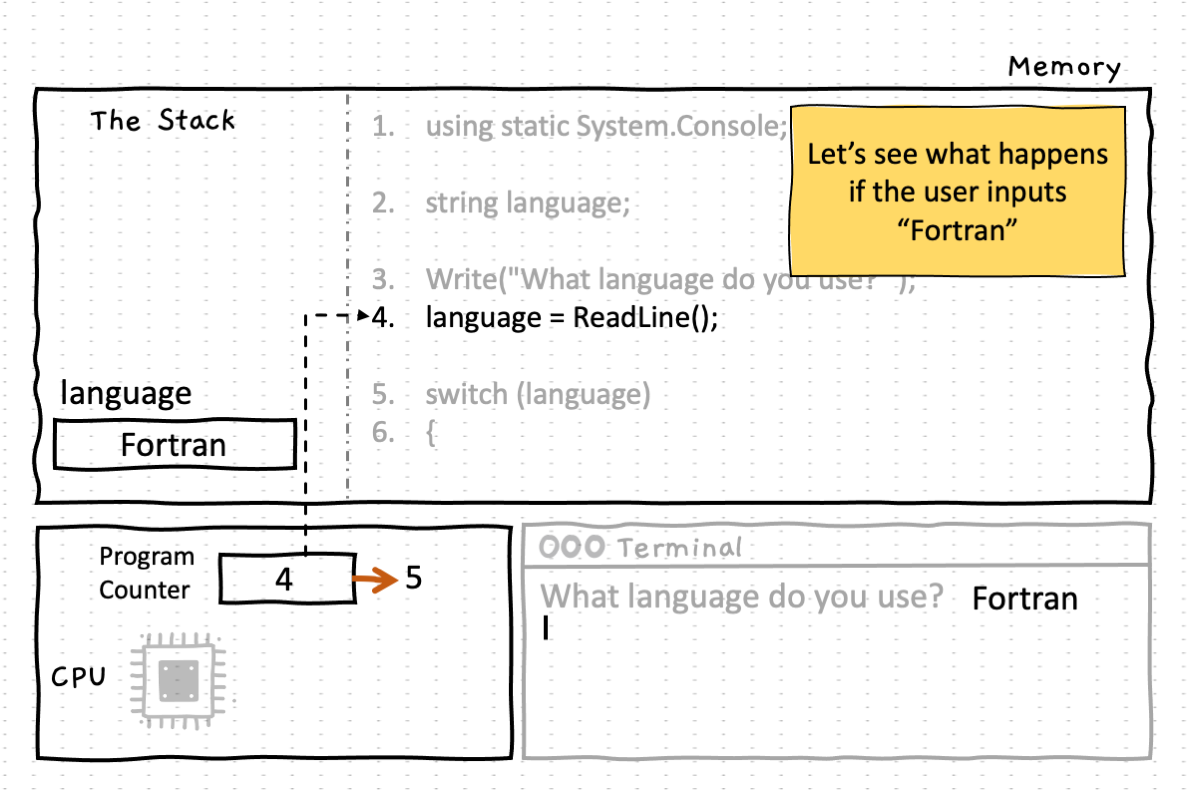 Memory
The Stack
1. using static System.Console;
Let’s see what happens
if the user inputs
“Fortran”
2. string language;
3. Write("What language do you use? ");
4. language = ReadLine();
language
Fortran
5. switch (language)
6. {
Program
Counter
4
5
CPU
Terminal
What language do you use? Fortran